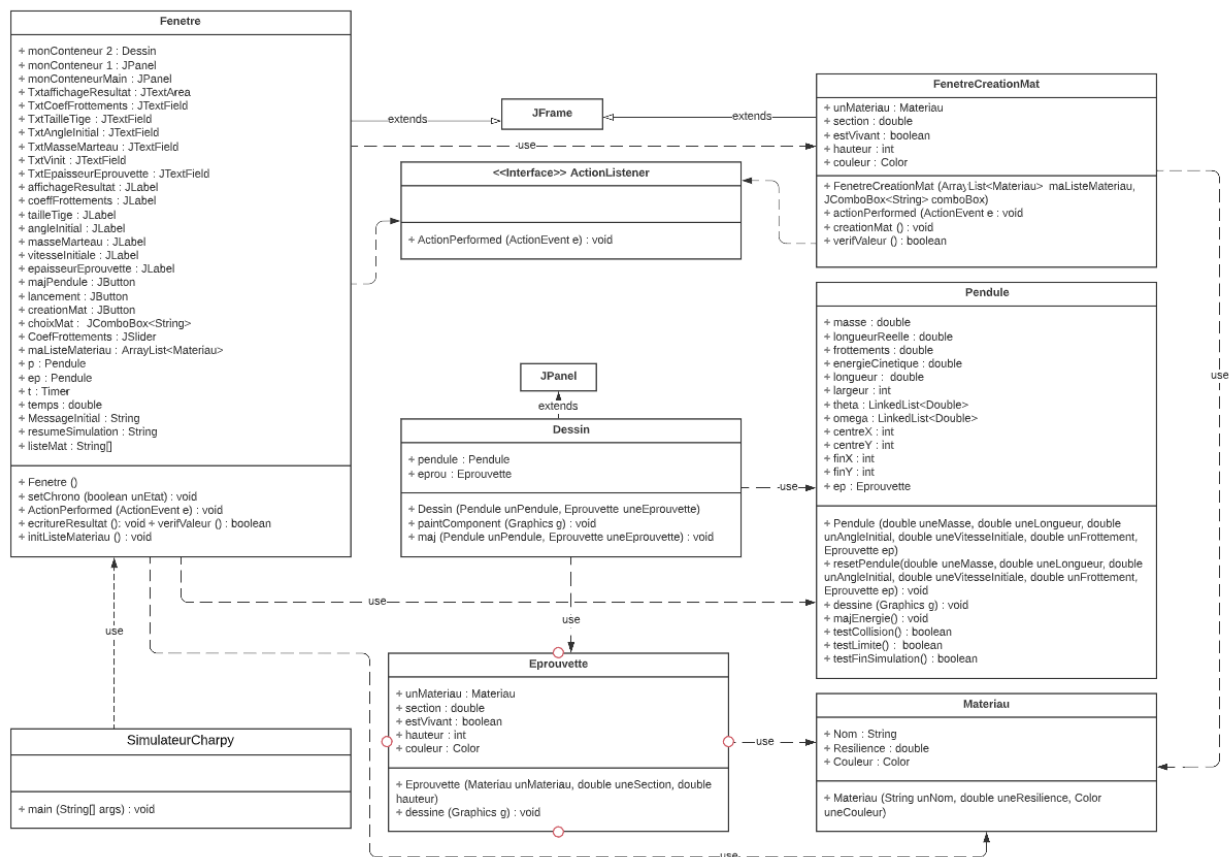 Fenetre
+ monConteneur 2 : Dessin
+ monConteneur 1 : JPanel
+ monConteneurMain : JPanel
+ TxtaffichageResultat : JTextArea
+ TxtCoefFrottements : JTextField
+ TxtTailleTige : JTextField
+ TxtAngleInitial : JTextField
+ TxtMasseMarteau : JTextField
+ TxtVinit : JTextField
+ TxtEpaisseurEprouvette : JTextField
+ affichageResultat : JLabel
+ coeffFrottements : JLabel
+ tailleTige : JLabel
+ angleInitial : JLabel
+ masseMarteau : JLabel
+ vitesseInitiale : JLabel
+ epaisseurEprouvette : JLabel
+ majPendule : JButton
+ lancement : JButton
+ creationMat : JButton
+ choixMat : JComboBox<String>
+ CoefFrottements : JSlider
+ maListeMateriau : ArrayList<Materiau>
+ p : Pendule
+ ep : Pendule
+ t : Timer
+ temps : double
+ MessageInitial : String
+ resumeSimulation : String
+ listeMat : String[]
+ Fenetre ()
+ setChrono (boolean unEtat) : void
+ ActionPerformed (ActionEvent e) : void
+ ecritureResultat (): void + verifValeur () : boolean
+ initListeMateriau () : void
extends
JFrame
extends
use
<<Interface>> ActionListener
+ ActionPerformed (ActionEvent e) : void
FenetreCreationMat
+ unMateriau : Materiau
+ section : double
+ estVivant : boolean
+ hauteur : int
+ couleur : Color
+ FenetreCreationMat (ArrayList<Materiau> maListeMateriau,
JComboBox<String> comboBox)
+ actionPerformed (ActionEvent e : void
+ creationMat () : void
+ verifValeur () : boolean
use
JPanel
extends
Dessin
+ pendule : Pendule
+ eprou : Eprouvette
+ Dessin (Pendule unPendule, Eprouvette uneEprouvette)
+ paintComponent (Graphics g) : void
+ maj (Pendule unPendule, Eprouvette uneEprouvette) : void
use
Pendule
+ masse : double
+ longueurReelle : double
+ frottements : double
+ energieCinetique : double
+ longueur : double
+ largeur : int
+ theta : LinkedList<Double>
+ omega : LinkedList<Double>
+ centreX : int
+ centreY : int
+ finX : int
+ finY : int
+ ep : Eprouvette
+ Pendule (double uneMasse, double uneLongueur, double
unAngleInitial, double uneVitesseInitiale, double unFrottement,
Eprouvette ep)
+ resetPendule(double uneMasse, double uneLongueur, double
unAngleInitial, double uneVitesseInitiale, double unFrottement,
Eprouvette ep) : void
+ dessine (Graphics g) : void
+ majEnergie() : void
+ testCollision() : boolean
+ testLimite() : boolean
+ testFinSimulation() : boolean
use
use
use
Eprouvette
+ unMateriau : Materiau
+ section : double
+ estVivant : boolean
+ hauteur : int
+ couleur : Color
+ Eprouvette (Materiau unMateriau, double uneSection, double
hauteur)
+ dessine (Graphics g) : void
use
Materiau
+ Nom : String
+ Resilience : double
+ Couleur : Color
+ Materiau (String unNom, double uneResilience, Color
uneCouleur)
SimulateurCharpy
+ main (String[] args) : void
use